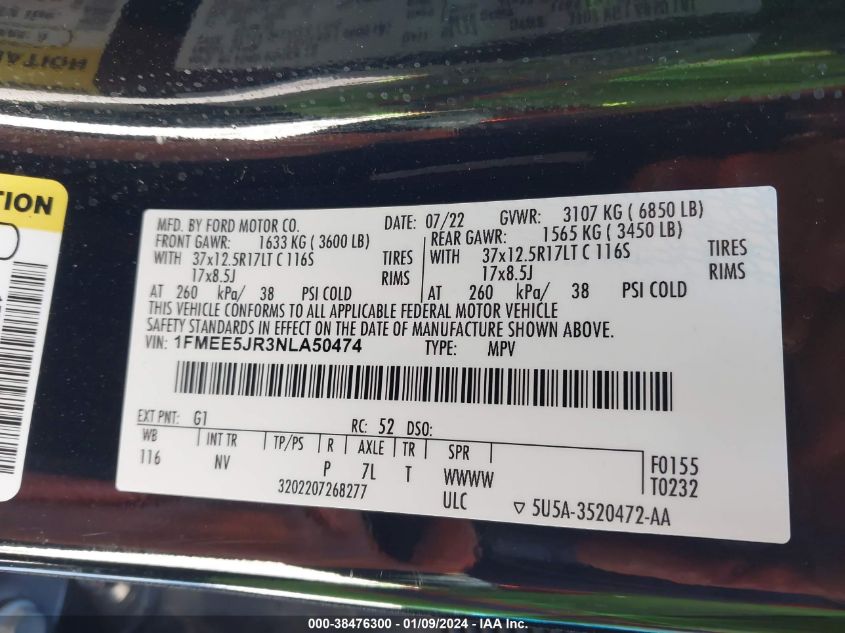 TION
MFD. BY FORD MOTOR CO. DATE: 07/22 GVWR: 3107 KG ( 6850 LB)
FRONT GAWR: 1633 KG ( 3600 LB) REAR GAWR: 1565 KG ( 3450 LB)
WITH 37x12.5R17LT C 116S TIRES WITH 37x12.5R17LT C 116S TIRES
17x8.5J RIMS 17x8.5J RIMS
AT 260 kPa/ 38 PSI COLD AT 260 kPa/ 38 PSI COLD
THIS VEHICLE CONFORMS TO ALL APPLICABLE FEDERAL MOTOR VEHICLE
SAFETY STANDARDS IN EFFECT ON THE DATE OF MANUFACTURE SHOWN ABOVE.
VIN: 1FMEE5JR3NLA50474 TYPE: MPV
EXT PNT: G1 RC: 52 DSO:
WB INT TR TP/PS R AXLE TR SPR
116 NV P 7L T WWWW F0155
3202207268277 ULC T0232
▽ 5U5A-3520472-AA
000-38476300 - 01/09/2024 - IAA Inc.